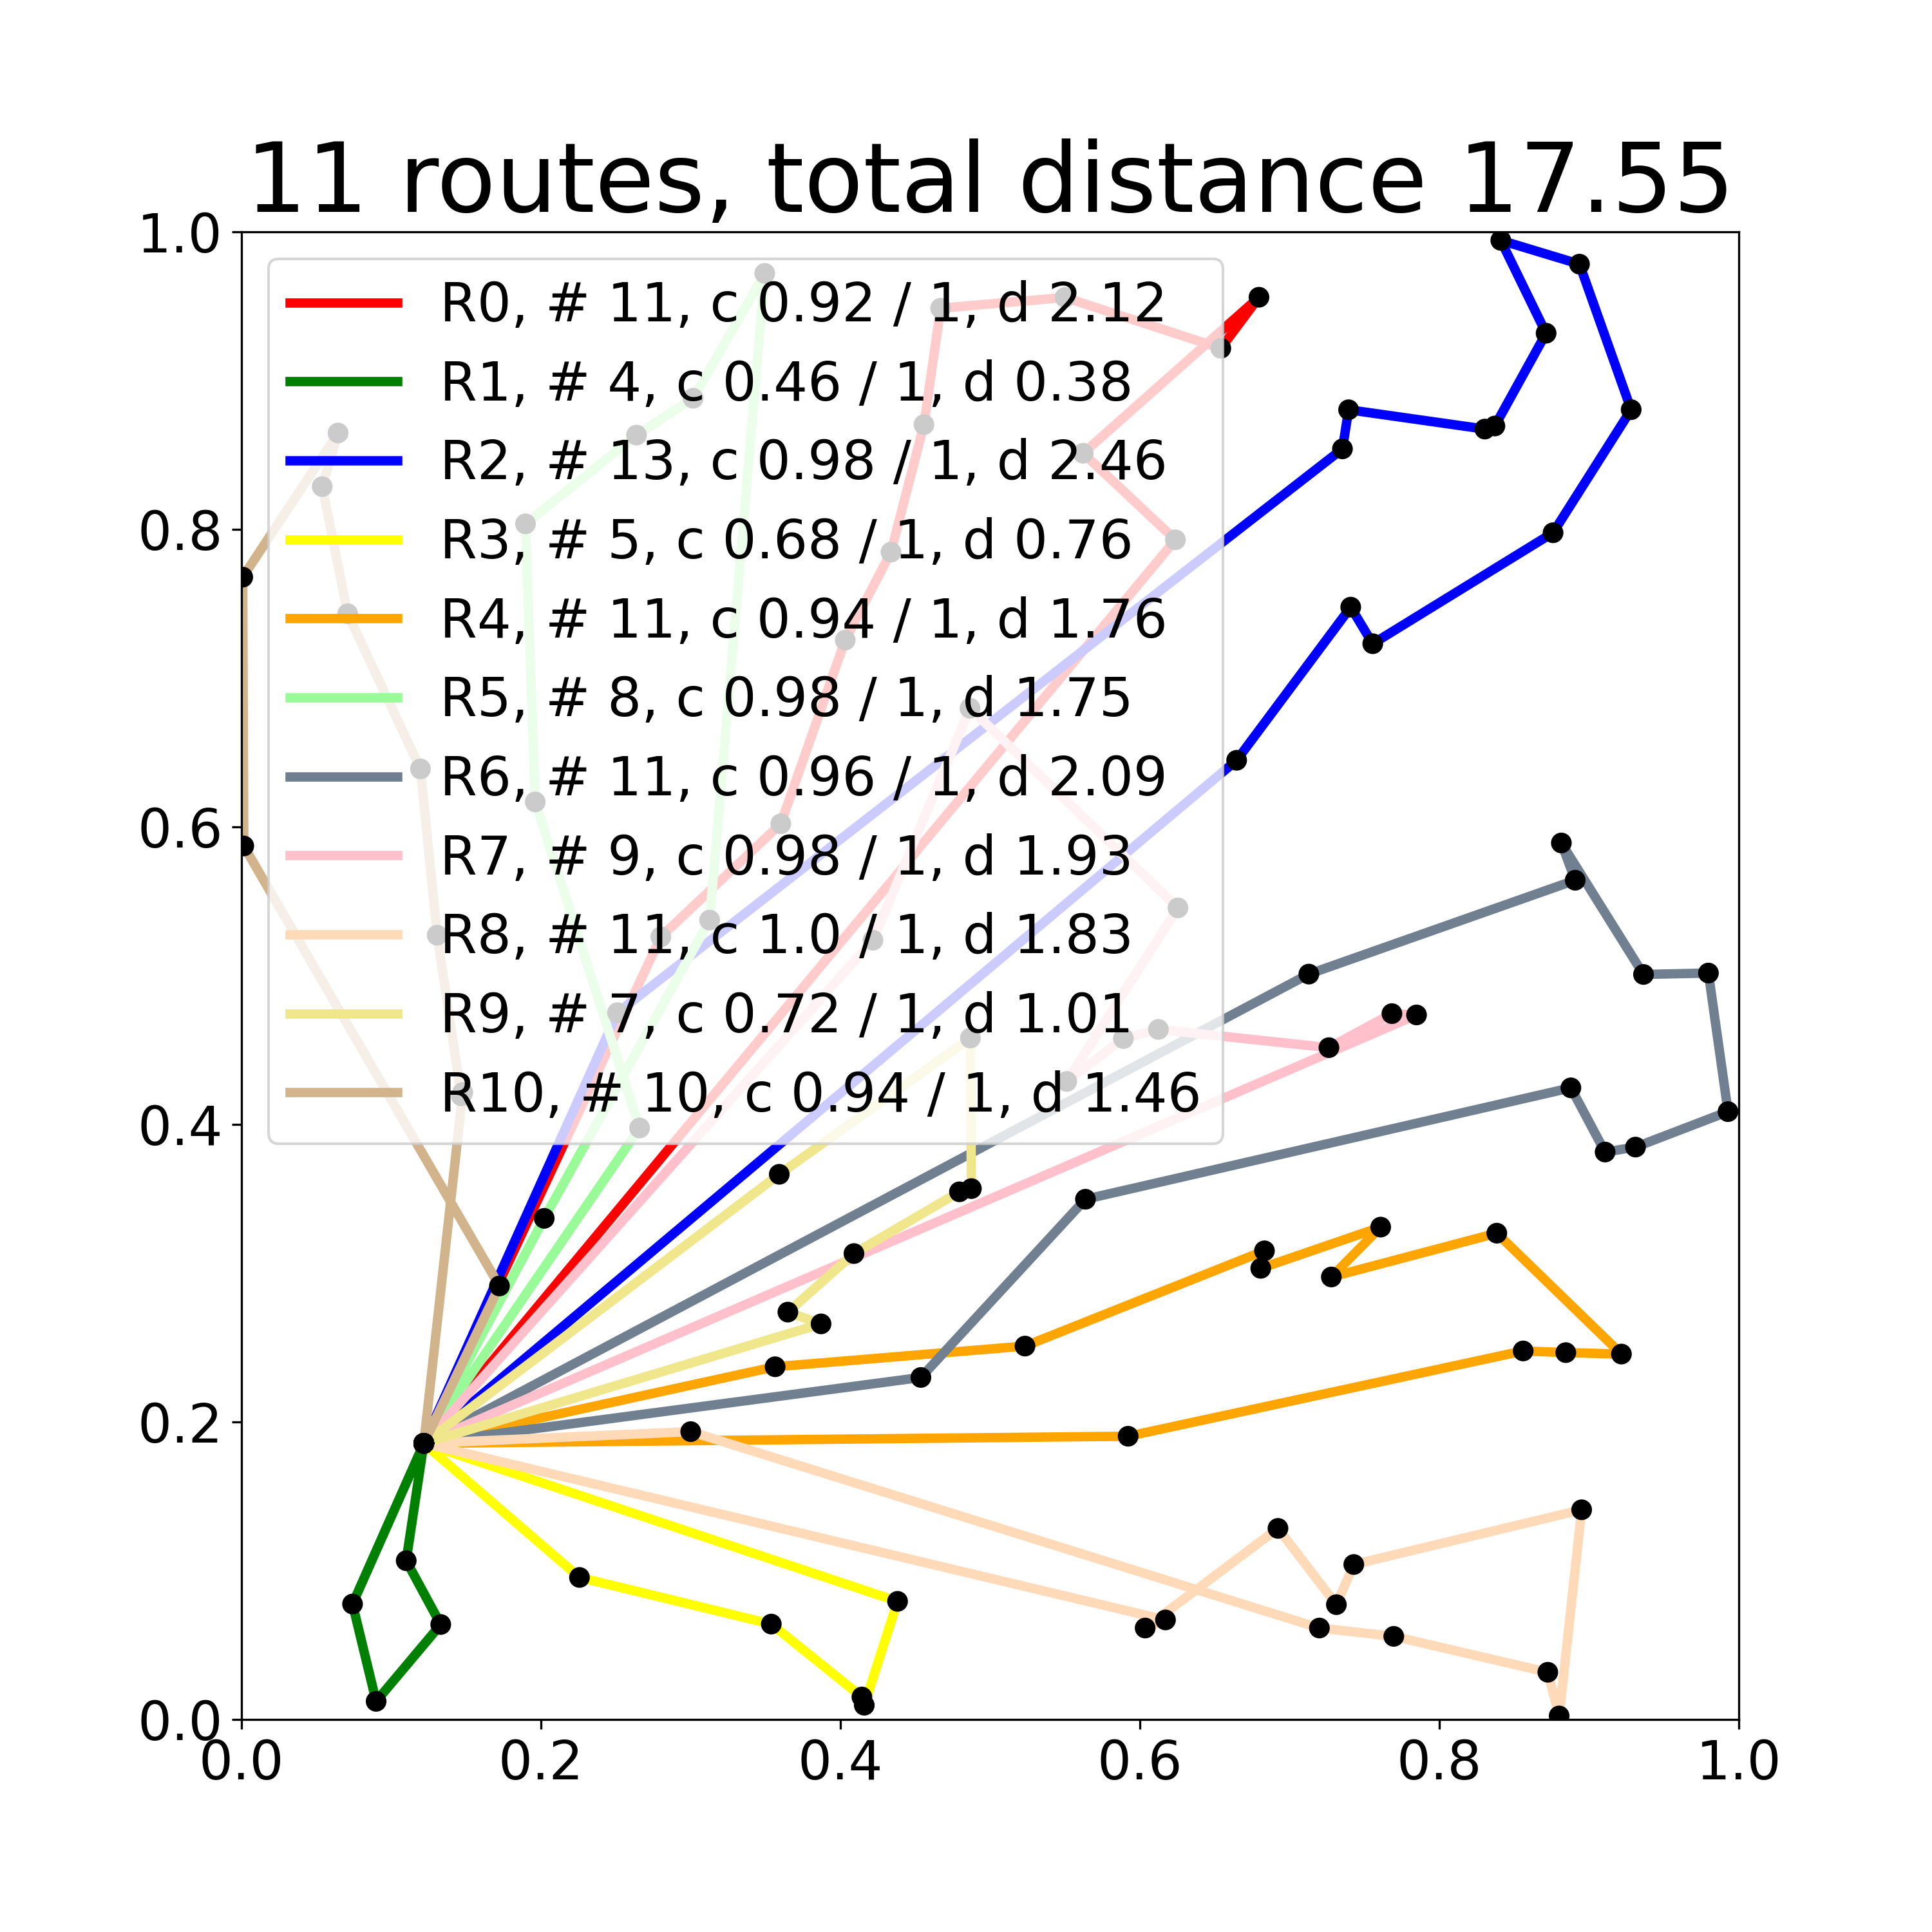 11 routes, total distance 17.55
1.0
0.8
0.6
0.4
0.2
0.0
R0, # 11, c 0.92 / 1, d 2.12
R1, # 4, c 0.46 / 1, d 0.38
R2, # 13, c 0.98 / 1, d 2.46
R3, # 5, c 0.68 / 1, d 0.76
R4, # 11, c 0.94 / 1, d 1.76
R5, # 8, c 0.98 / 1, d 1.75
R6, # 11, c 0.96 / 1, d 2.09
R7, # 9, c 0.98 / 1, d 1.93
R8, # 11, c 1.0 / 1, d 1.83
R9, # 7, c 0.72 / 1, d 1.01
R10, # 10, c 0.94 / 1, d 1.46
0.0 0.2 0.4 0.6 0.8 1.0